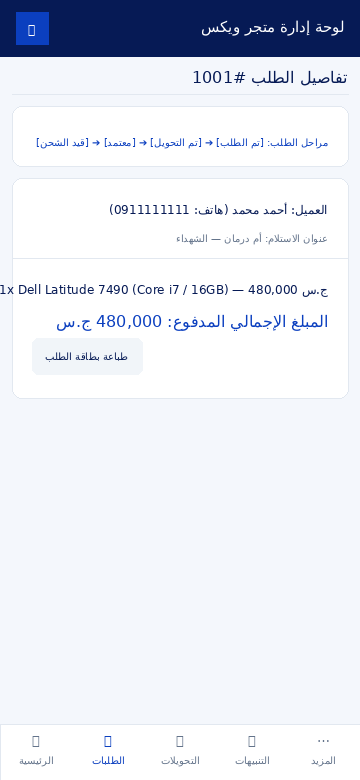 لوحة إدارة متجر ويكس
تفاصيل الطلب #1001
مراحل الطلب: [تم الطلب] ➔ [تم التحويل] ➔ [معتمد] ➔ [قيد الشحن]
العميل: أحمد محمد (هاتف: 0911111111)
عنوان الاستلام: أم درمان — الشهداء
1x Dell Latitude 7490 (Core i7 / 16GB) — 480,000 ج.س
المبلغ الإجمالي المدفوع: 480,000 ج.س
طباعة بطاقة الطلب
الرئيسية
الطلبات
التحويلات
التنبيهات
المزيد